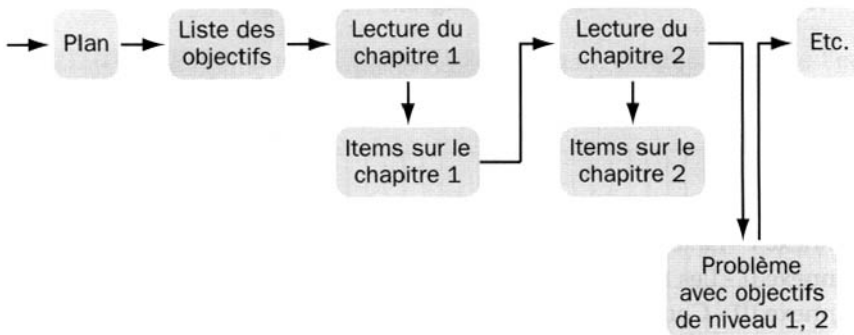 Plan
Liste des
objectifs
Lecture du
chapitre 1
Items sur le
chapitre 1
Lecture du
chapitre 2
Items sur le
chapitre 2
Problème
avec objectifs
de niveau 1, 2
Etc.